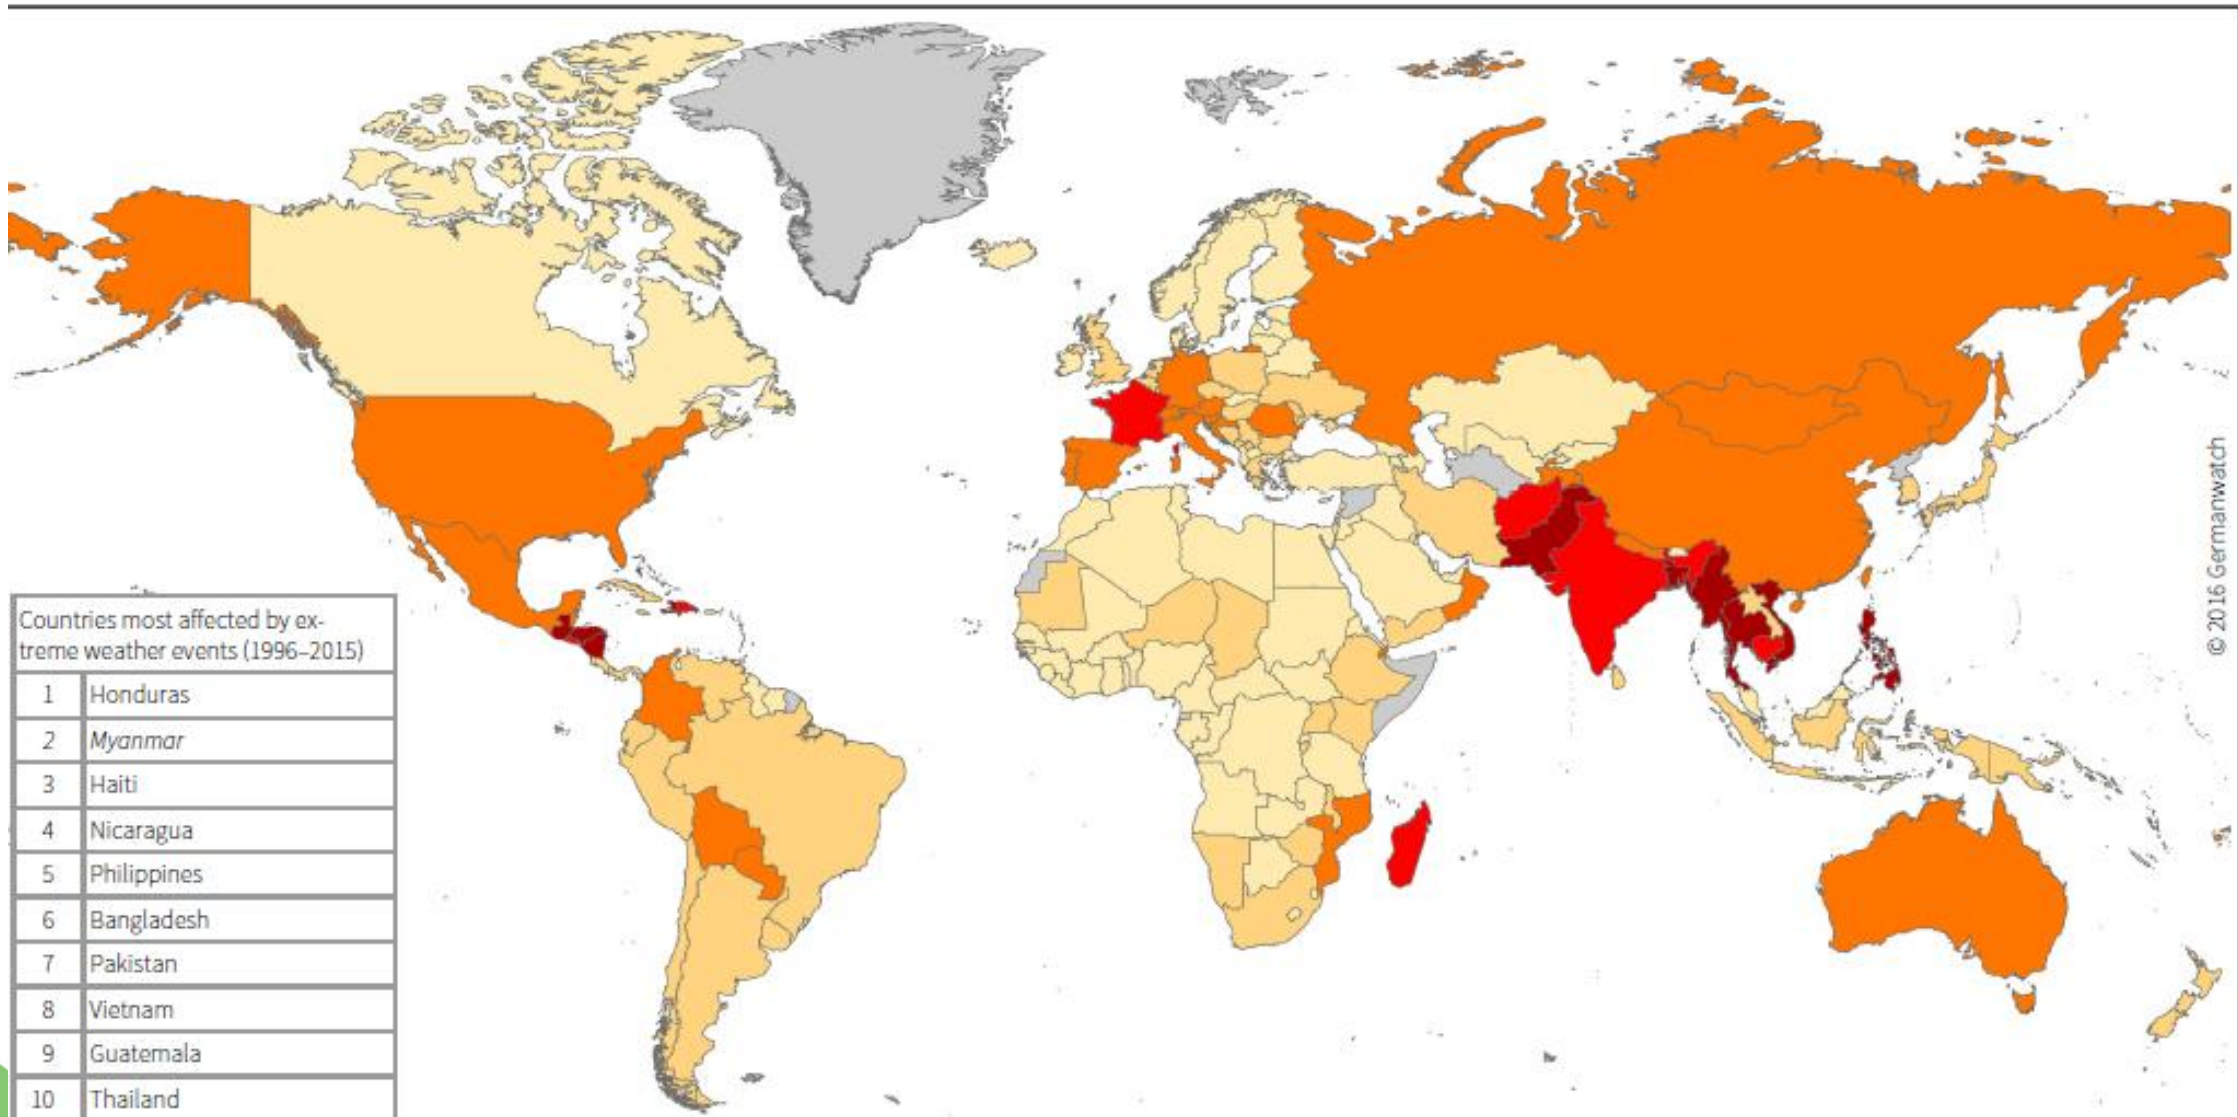 Countries most affected by ex-
treme weather events (1996–2015)
1 Honduras
2 Myanmar
3 Haiti
4 Nicaragua
5 Philippines
6 Bangladesh
7 Pakistan
8 Vietnam
9 Guatemala
10 Thailand
© 2016 Germanwatch